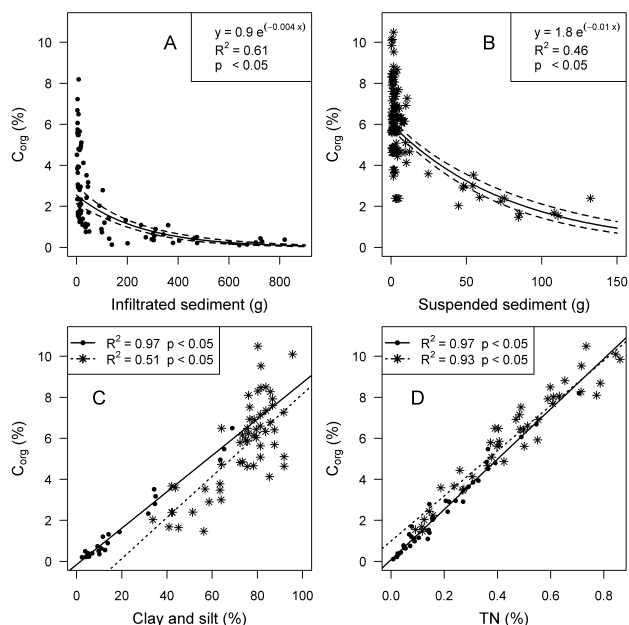 A
y = 0.9 e^(−0.004 x)
R² = 0.61
p < 0.05
10
8
6
4
2
0
C_org (%)
0 200 400 600 800
Infiltrated sediment (g)
B
y = 1.8 e^(−0.01 x)
R² = 0.46
p < 0.05
10
8
6
4
2
0
C_org (%)
0 50 100 150
Suspended sediment (g)
R² = 0.97 p < 0.05
R² = 0.51 p < 0.05
C
10
8
6
4
2
0
C_org (%)
0 20 40 60 80 100
Clay and silt (%)
R² = 0.97 p < 0.05
R² = 0.93 p < 0.05
D
10
8
6
4
2
0
C_org (%)
0.0 0.2 0.4 0.6 0.8
TN (%)